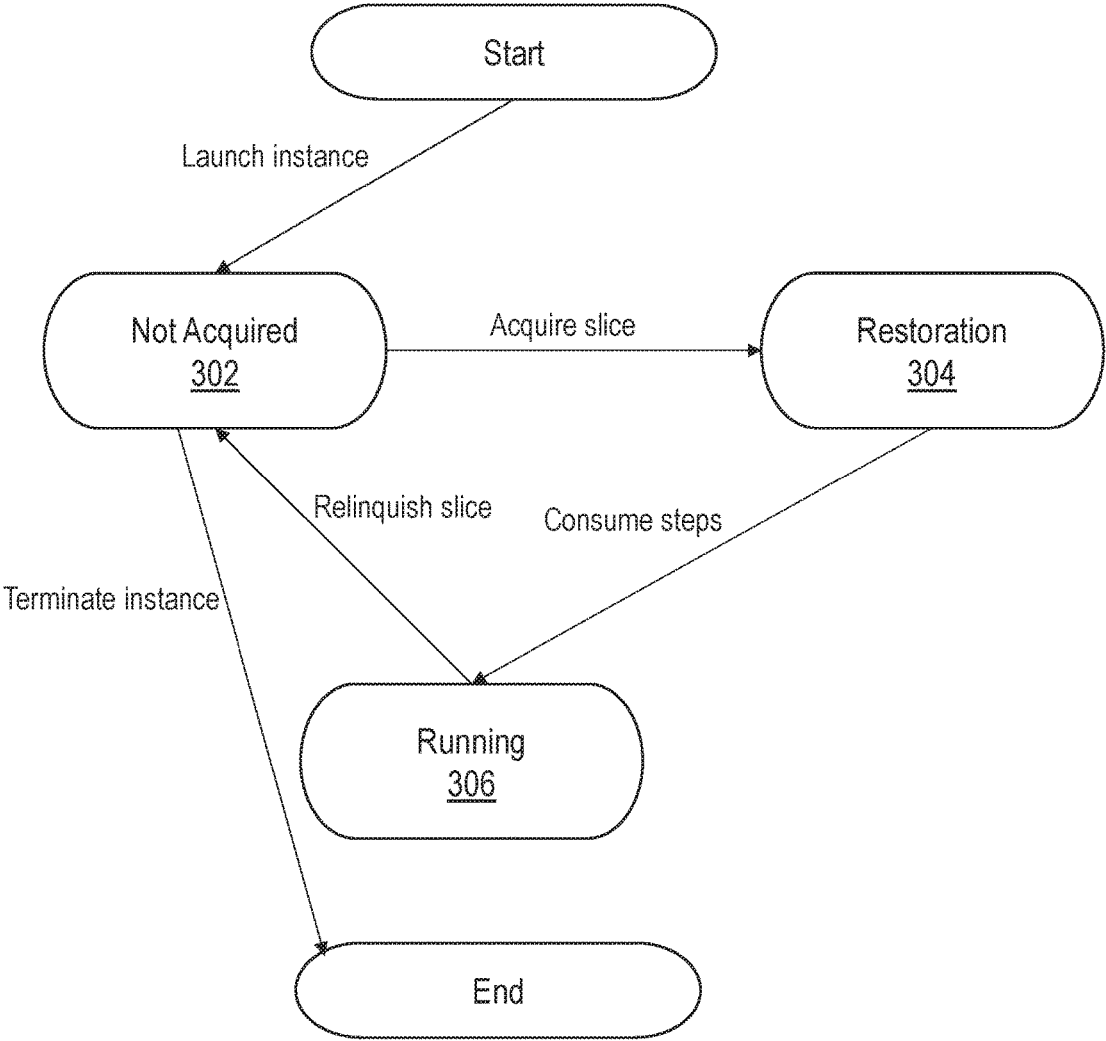 Start
Launch instance
Not Acquired
302
Acquire slice
Restoration
304
Relinquish slice
Consume steps
Terminate instance
Running
306
End